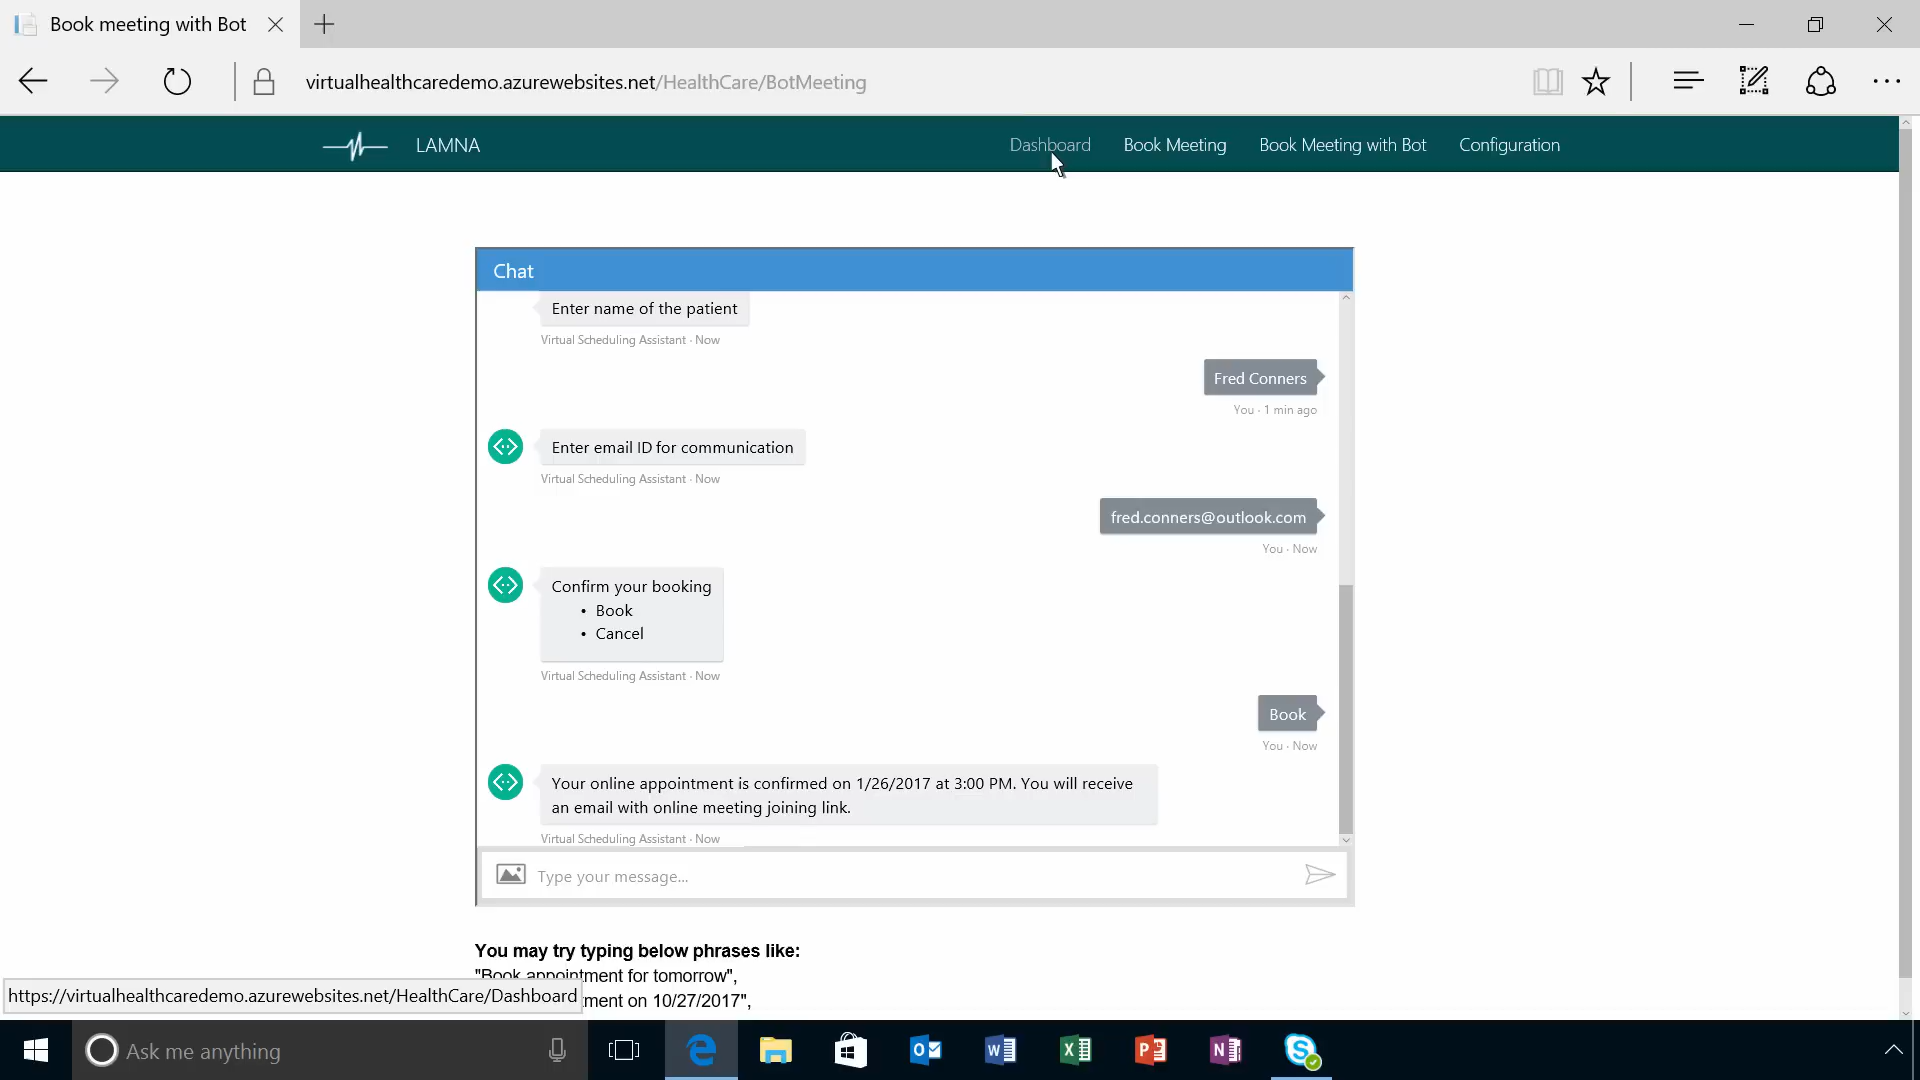 Book meeting with Bot
virtualhealthcaredemo.azurewebsites.net/HealthCare/BotMeeting
LAMNA
Dashboard
Book Meeting
Book Meeting with Bot
Configuration
Chat
Enter name of the patient
Virtual Scheduling Assistant · Now
Fred Conners
You · 1 min ago
Enter email ID for communication
Virtual Scheduling Assistant · Now
fred.conners@outlook.com
You · Now
Confirm your booking
• Book
• Cancel
Virtual Scheduling Assistant · Now
Book
You · Now
Your online appointment is confirmed on 1/26/2017 at 3:00 PM. You will receive
an email with online meeting joining link.
Virtual Scheduling Assistant · Now
Type your message...
You may try typing below phrases like:
"Book appointment for tomorrow",
on 10/27/2017",
https://virtualhealthcaredemo.azurewebsites.net/HealthCare/Dashboard
Ask me anything